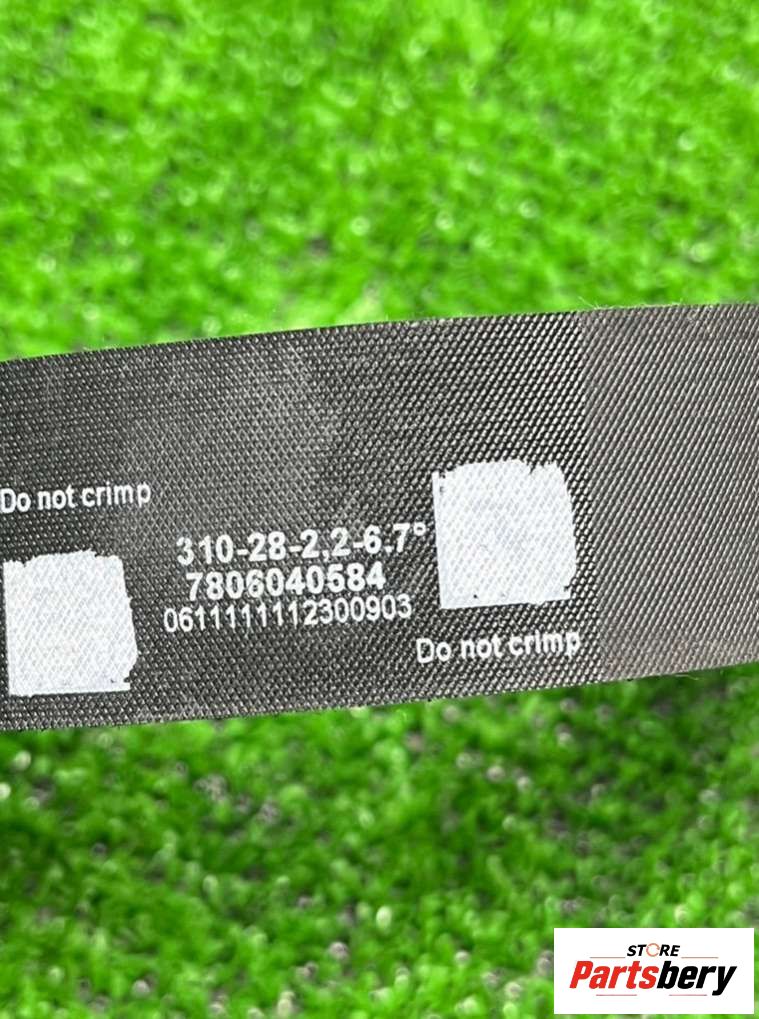 Do not crimp
310-28-2,2-6.7°
7806040584
0611111112300903
Do not crimp
STORE
Partsbery